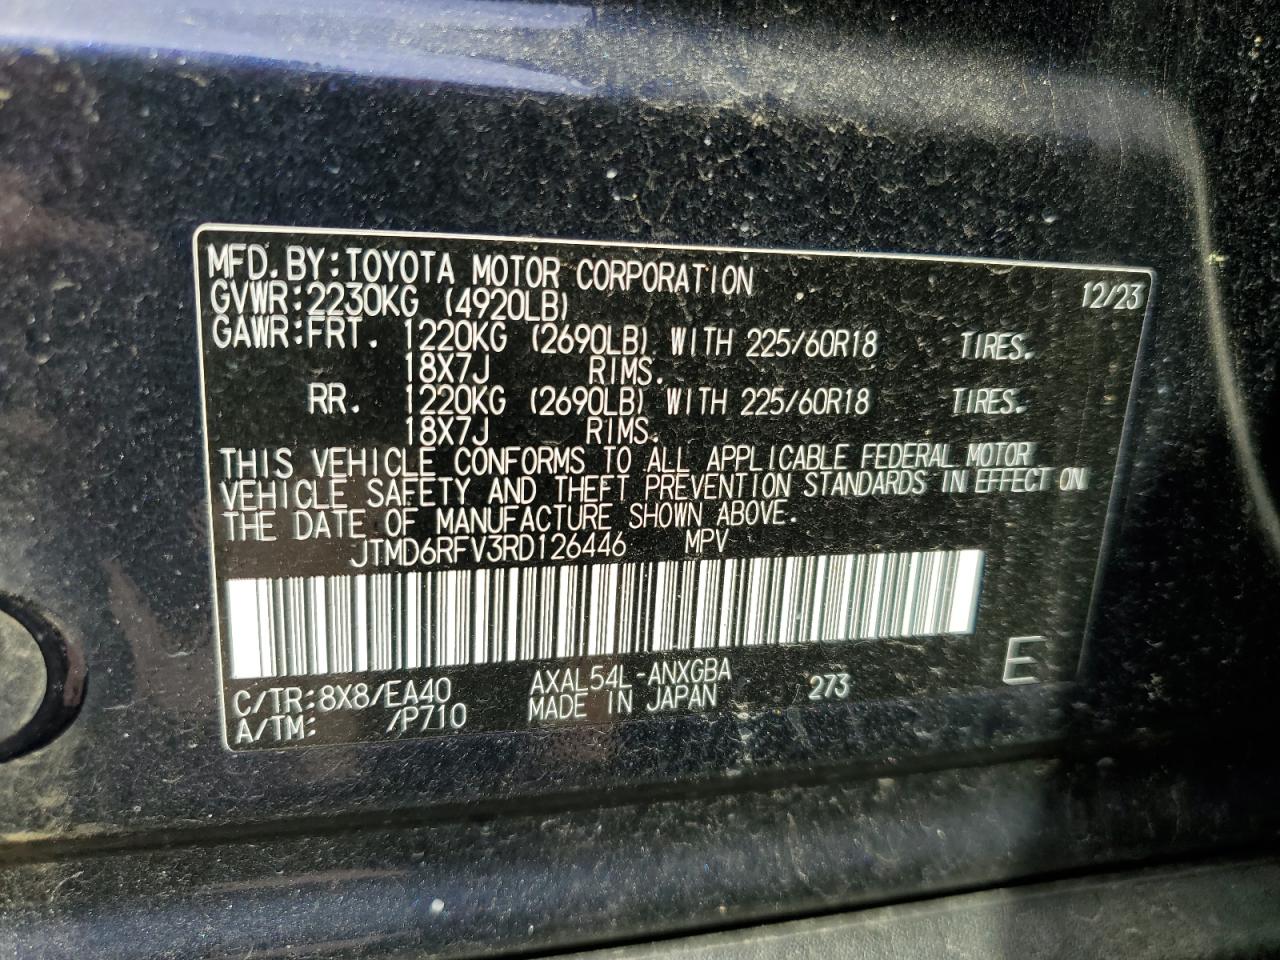 MFD. BY:TOYOTA MOTOR CORPORATION 12/23
GVWR:2230KG (4920LB)
GAWR:FRT. 1220KG (2690LB) WITH 225/60R18 TIRES.
18X7J RIMS.
RR. 1220KG (2690LB) WITH 225/60R18 TIRES.
18X7J RIMS.
THIS VEHICLE CONFORMS TO ALL APPLICABLE FEDERAL MOTOR
VEHICLE SAFETY AND THEFT PREVENTION STANDARDS IN EFFECT ON
THE DATE OF MANUFACTURE SHOWN ABOVE.
JTMD6RFV3RD126446 MPV
C/TR:8X8/EA40 AXAL54L-ANXGBA 273 E
A/TM: /P710 MADE IN JAPAN